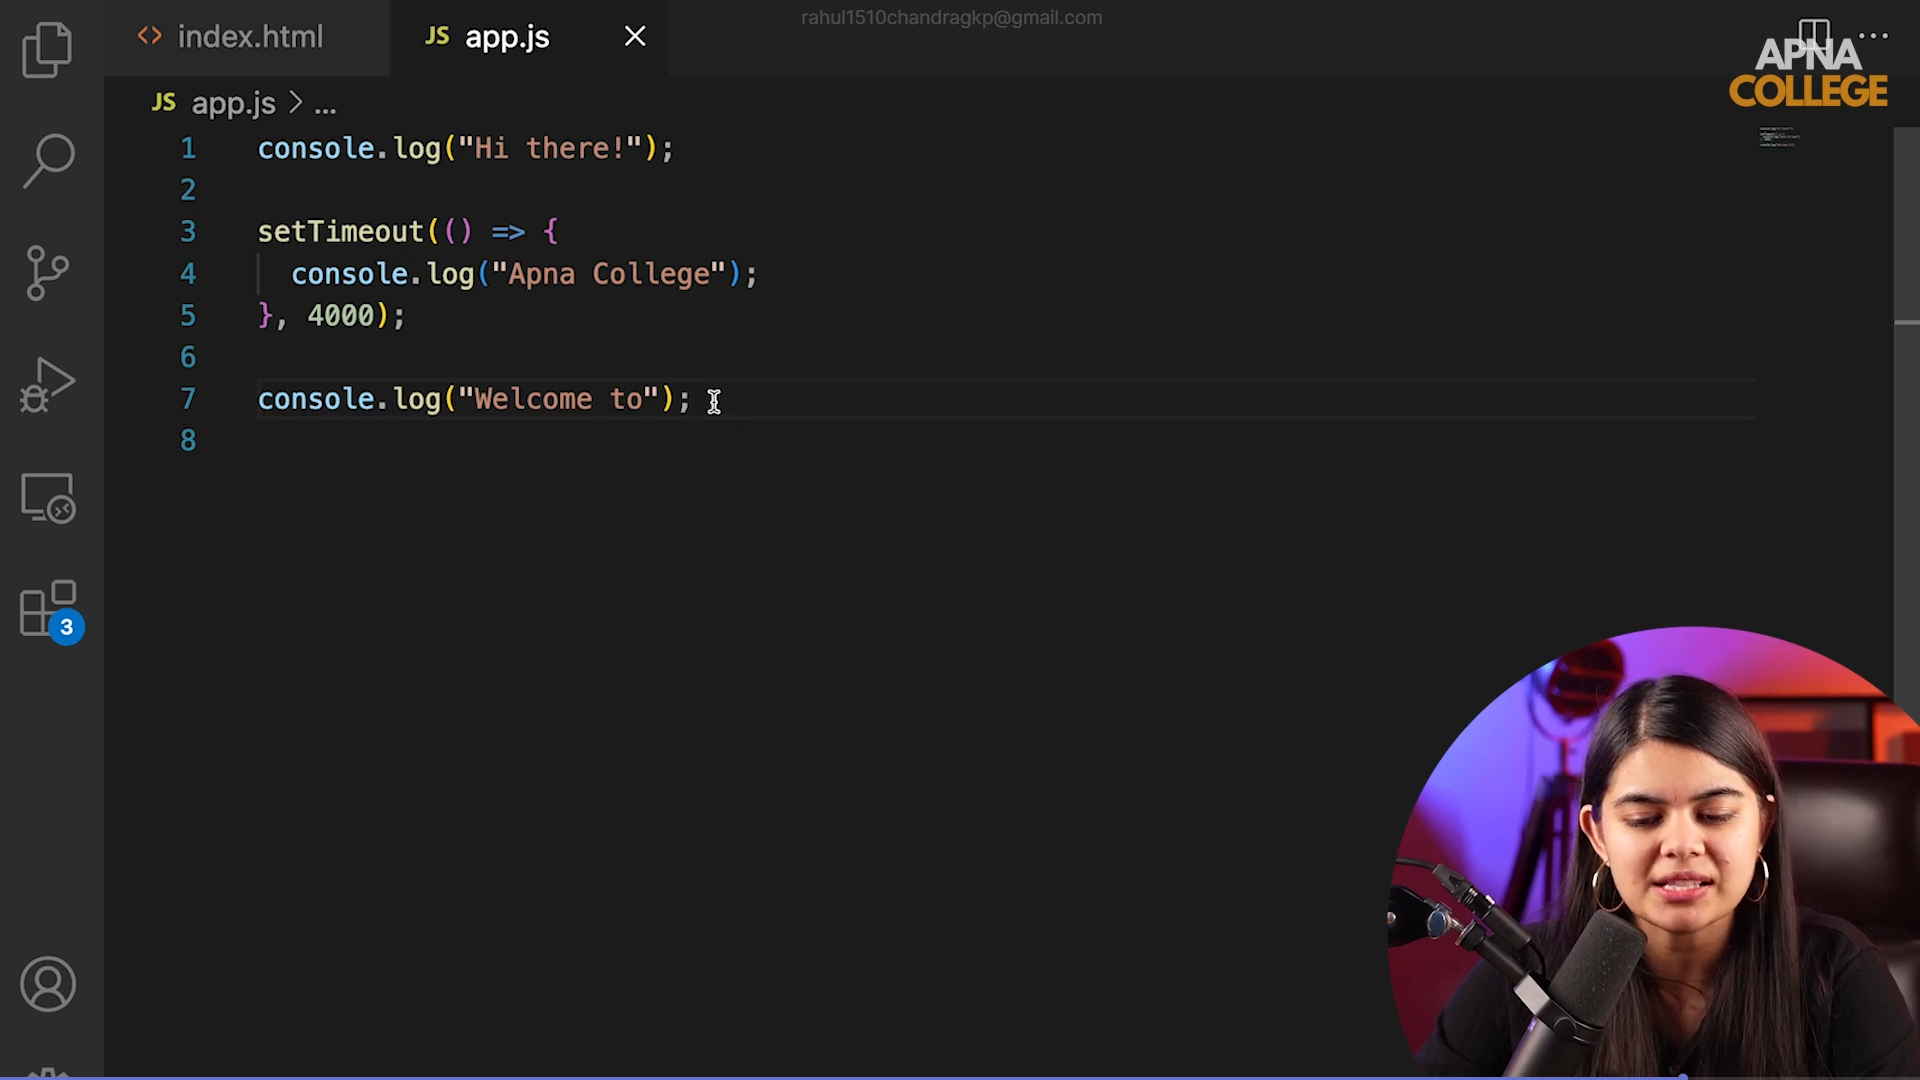 index.html
JS app.js
rahul1510chandragkp@gmail.com
APNA
COLLEGE
JS app.js > ...
1 console.log("Hi there!");
2
3 setTimeout(() => {
4 console.log("Apna College");
5 }, 4000);
6
7 console.log("Welcome to");
8
3